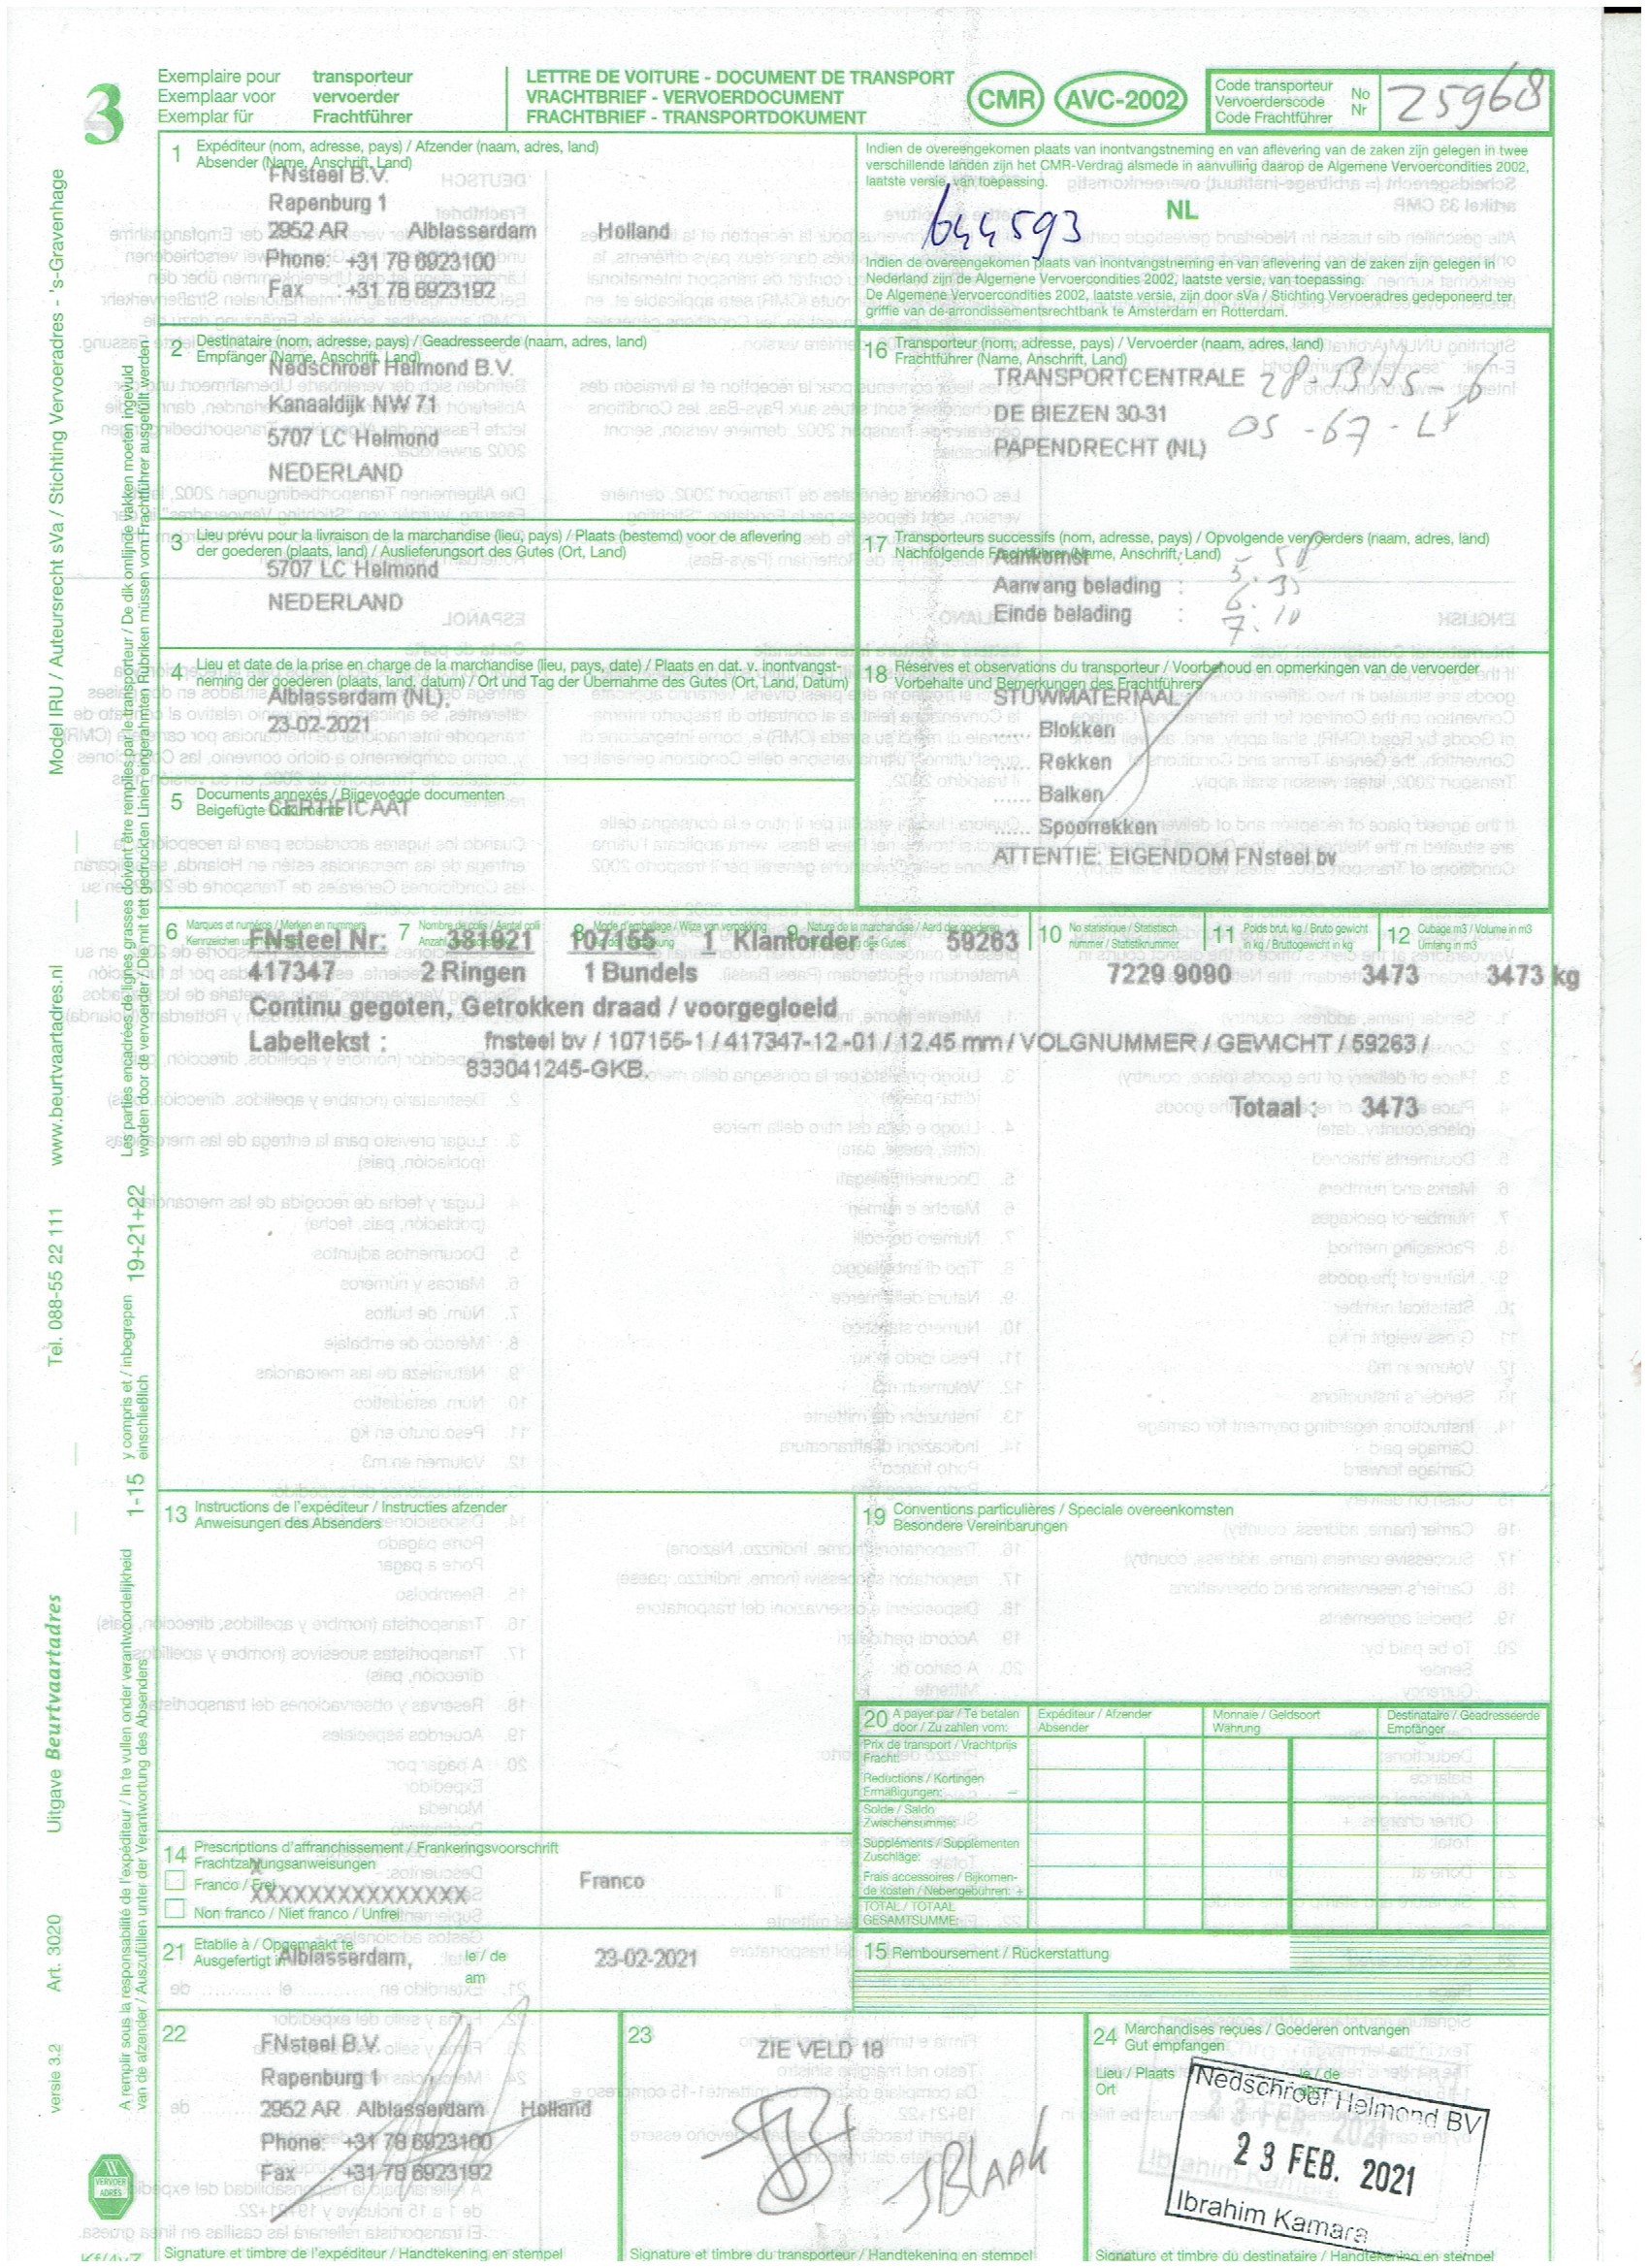 3
Exemplaire pour transporteur
Exemplaar voor vervoerder
Exemplar für Frachtführer
LETTRE DE VOITURE - DOCUMENT DE TRANSPORT
VRACHTBRIEF - VERVOERDOCUMENT
FRACHTBRIEF - TRANSPORTDOKUMENT
CMR
AVC-2002
Code transporteur
Vervoerderscode
Code Frachtführer
No
Nr
25968
1 Expéditeur (nom, adresse, pays) / Afzender (naam, adres, land)
Absender (Name, Anschrift, Land)
FNsteel B.V.
Rapenburg 1
2952 AR Alblasserdam Holland
Phone: +31 78 6923100
Fax : +31 78 6923192
Indien de overeengekomen plaats van inontvangstneming en van aflevering van de zaken zijn gelegen in twee
verschillende landen zijn het CMR-Verdrag alsmede in aanvulling daarop de Algemene Vervoercondities 2002,
laatste versie, van toepassing.
NL
644593
Indien de overeengekomen plaats van inontvangstneming en van aflevering van de zaken zijn gelegen in
Nederland zijn de Algemene Vervoercondities 2002, laatste versie, van toepassing.
De Algemene Vervoercondities 2002, laatste versie, zijn door sVa / Stichting Vervoeradres gedeponeerd ter
griffie van de arrondissementsrechtbank te Amsterdam en Rotterdam.
2 Destinataire (nom, adresse, pays) / Geadresseerde (naam, adres, land)
Empfänger (Name, Anschrift, Land)
Nedschroef Helmond B.V.
Kanaaldijk NW 71
5707 LC Helmond
NEDERLAND
16 Transporteur (nom, adresse, pays) / Vervoerder (naam, adres, land)
Frachtführer (Name, Anschrift, Land)
TRANSPORTCENTRALE
DE BIEZEN 30-31
PAPENDRECHT (NL)
3 Lieu prévu pour la livraison de la marchandise (lieu, pays) / Plaats (bestemd) voor de aflevering
der goederen (plaats, land) / Auslieferungsort des Gutes (Ort, Land)
5707 LC Helmond
NEDERLAND
17 Transporteurs successifs (nom, adresse, pays) / Opvolgende vervoerders (naam, adres, land)
Nachfolgende Frachtführer (Name, Anschrift, Land)
Aankomst
Aanvang belading :
Einde belading : 7.10
4 Lieu et date de la prise en charge de la marchandise (lieu, pays, date) / Plaats en dat. v. inontvangst-
neming der goederen (plaats, land, datum) / Ort und Tag der Übernahme des Gutes (Ort, Land, Datum)
Alblasserdam (NL),
23-02-2021
18 Réserves et observations du transporteur / Voorbehoud en opmerkingen van de vervoerder
Vorbehalte und Bemerkungen des Frachtführers
STUWMATERIAAL
...... Blokken
...... Rekken
...... Balken
...... Spoorrekken
ATTENTIE: EIGENDOM FNsteel bv
5 Documents annexés / Bijgevoegde documenten
Beigefügte Dokumente
CERTIFICAAT
6 Marques et numéros / Merken en nummers
7 Nombre de colis / Aantal colli
8 Mode d'emballage / Wijze van verpakking
9 Nature de la marchandise / Aard der goederen
10 No statistique / Statistisch
nummer / Statistiknummer
11 Poids brut, kg / Bruto gewicht
in kg / Bruttogewicht in kg
12 Cubage m3 / Volume in m3
Umfang in m3
FNsteel Nr: 381921 107155 1 Klantorder : 59263
417347 2 Ringen 1 Bundels 7229 9090 3473 3473 kg
Continu gegoten, Getrokken draad / voorgegloeid
Labeltekst : fnsteel bv / 107155-1 / 417347-12 -01 / 12.45 mm / VOLGNUMMER / GEWICHT / 59263 /
833041245-GKB.
Totaal : 3473
13 Instructions de l'expéditeur / Instructies afzender
Anweisungen des Absenders
19 Conventions particulières / Speciale overeenkomsten
Besondere Vereinbarungen
20 A payer par / Te betalen
door / Zu zahlen vom:
Expéditeur / Afzender
Absender
Monnaie / Geldsoort
Währung
Destinataire / Geadresseerde
Empfänger
Prix de transport / Vrachtprijs
Fracht:
Reductions / Kortingen
Ermäßigungen: –
Solde / Saldo
Zwischensumme:
Suppléments / Supplementen
Zuschläge:
Frais accessoires / Bijkomen-
de kosten / Nebengebühren: +
TOTAL / TOTAAL
GESAMTSUMME:
14 Prescriptions d'affranchissement / Frankeringsvoorschrift
Frachtzahlungsanweisungen
X
Franco / Frei
XXXXXXXXXXXXXXX
Franco
Non franco / Niet franco / Unfrei
21 Etablie à / Opgemaakt te
Ausgefertigt in
Alblasserdam,
le / de
am
23-02-2021
15 Remboursement / Rückerstattung
22
FNsteel B.V.
Rapenburg 1
2952 AR Alblasserdam Holland
Phone: +31 78 6923100
Fax +31 78 6923192
Signature et timbre de l'expéditeur / Handtekening en stempel
23
ZIE VELD 18
J BLAAK
Signature et timbre du transporteur / Handtekening en stempel
24 Marchandises reçues / Goederen ontvangen
Gut empfangen
Lieu / Plaats
Ort
le / de
Nedschroef Helmond BV
23 FEB. 2021
Ibrahim Kamara
Signature et timbre du destinataire / Handtekening en stempel
Model IRU / Auteursrecht sVa / Stichting Vervoeradres - 's-Gravenhage
www.beurtvaartadres.nl
Tel. 088-55 22 111
Uitgave Beurtvaartadres
Art. 3020
versie 3.2
Les parties encadrées de lignes grasses doivent être remplies par le transporteur / De dik omlijnde vakken moeten ingevuld
worden door de vervoerder / Die mit fett gedruckten Linien eingerahmten Rubriken müssen vom Frachtführer ausgefüllt werden
1-15 y compris et / inbegrepen 19+21+22
einschließlich
A remplir sous la responsabilité de l'expéditeur / In te vullen onder verantwoordelijkheid
van de afzender / Auszufüllen unter der Verantwortung des Absenders
VERVOER
ADRES